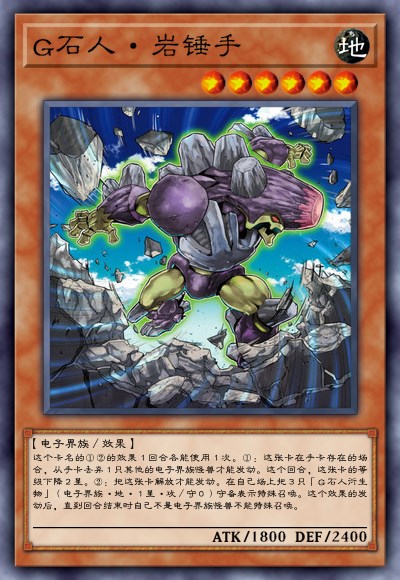 G石人·岩锤手
地
【电子界族/效果】
这个卡名的①②的效果1回合各能使用1次。①：这张卡在手卡存在的场
合，从手卡丢弃1只其他的电子界族怪兽才能发动。这个回合，这张卡的等
级下降2星。②：把这张卡解放才能发动。在自己场上把3只「G石人衍生
物」（电子界族·地·1星·攻/守0）守备表示特殊召唤。这个效果的发
动后，直到回合结束时自己不是电子界族怪兽不能特殊召唤。
ATK/1800 DEF/2400